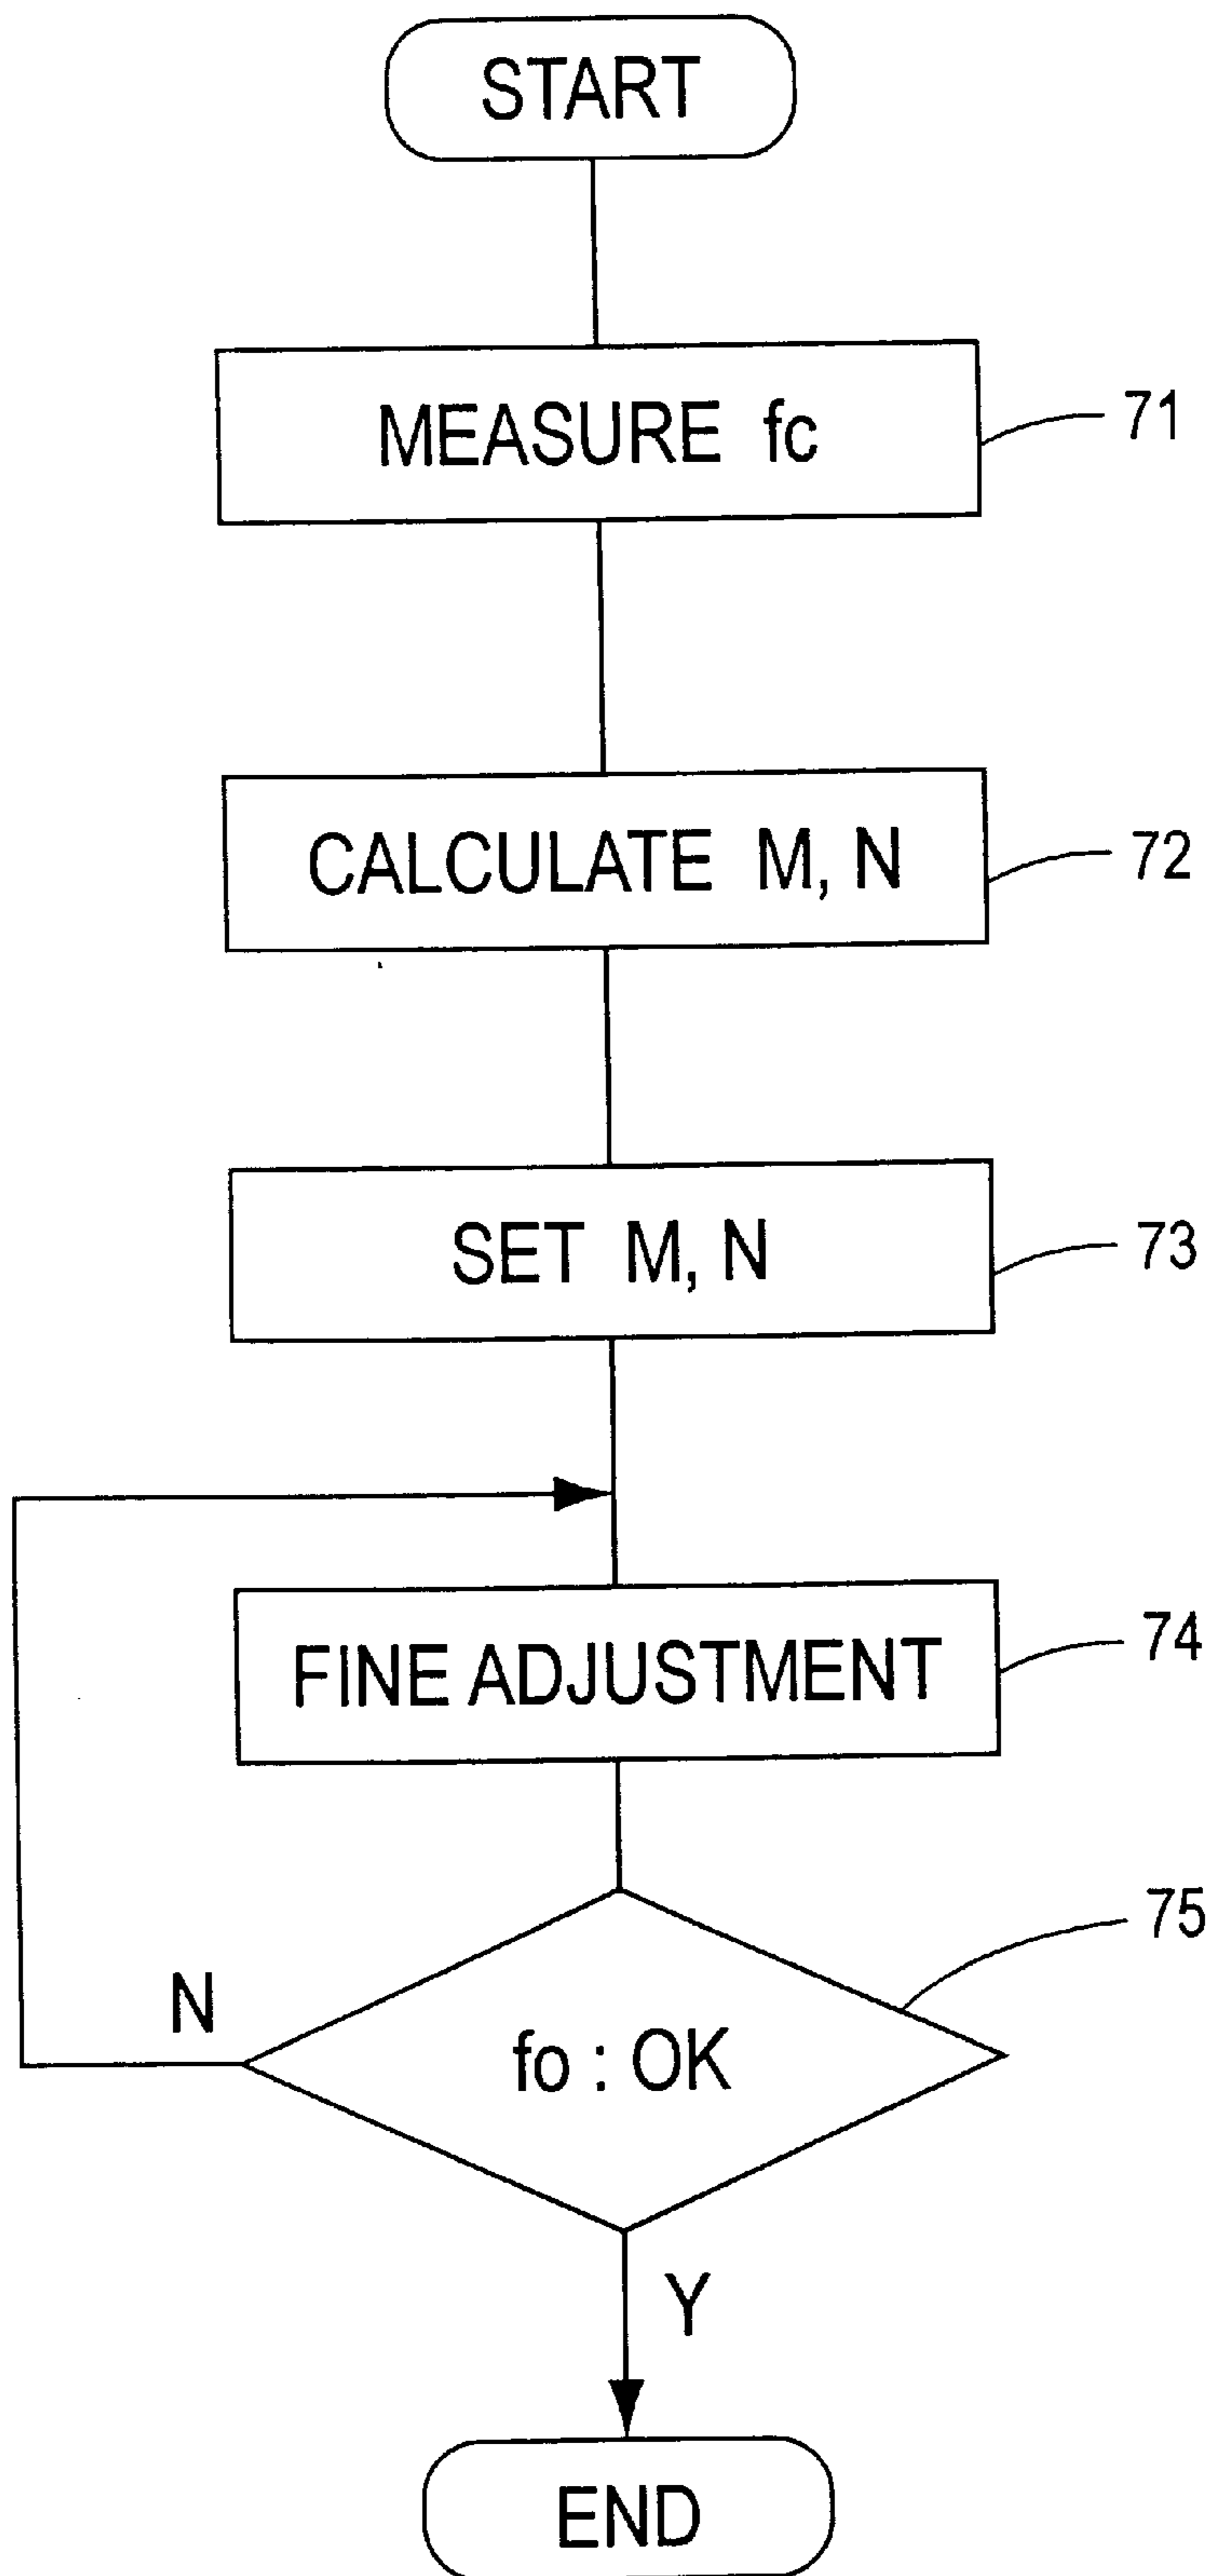 START
MEASURE fc
71
CALCULATE M, N
72
SET M, N
73
FINE ADJUSTMENT
74
75
N
fo : OK
Y
END